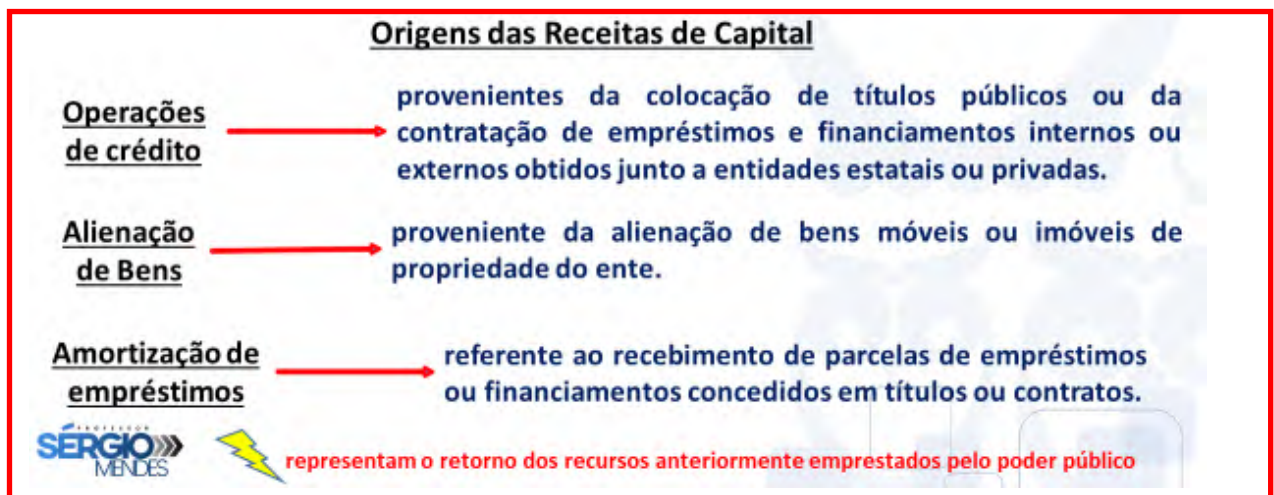 Origens das Receitas de Capital
Operações
de crédito
provenientes da colocação de títulos públicos ou da
contratação de empréstimos e financiamentos internos ou
externos obtidos junto a entidades estatais ou privadas.
Alienação
de Bens
proveniente da alienação de bens móveis ou imóveis de
propriedade do ente.
Amortização de
empréstimos
referente ao recebimento de parcelas de empréstimos
ou financiamentos concedidos em títulos ou contratos.
PROFESSOR
SÉRGIO
MENDES
representam o retorno dos recursos anteriormente emprestados pelo poder público